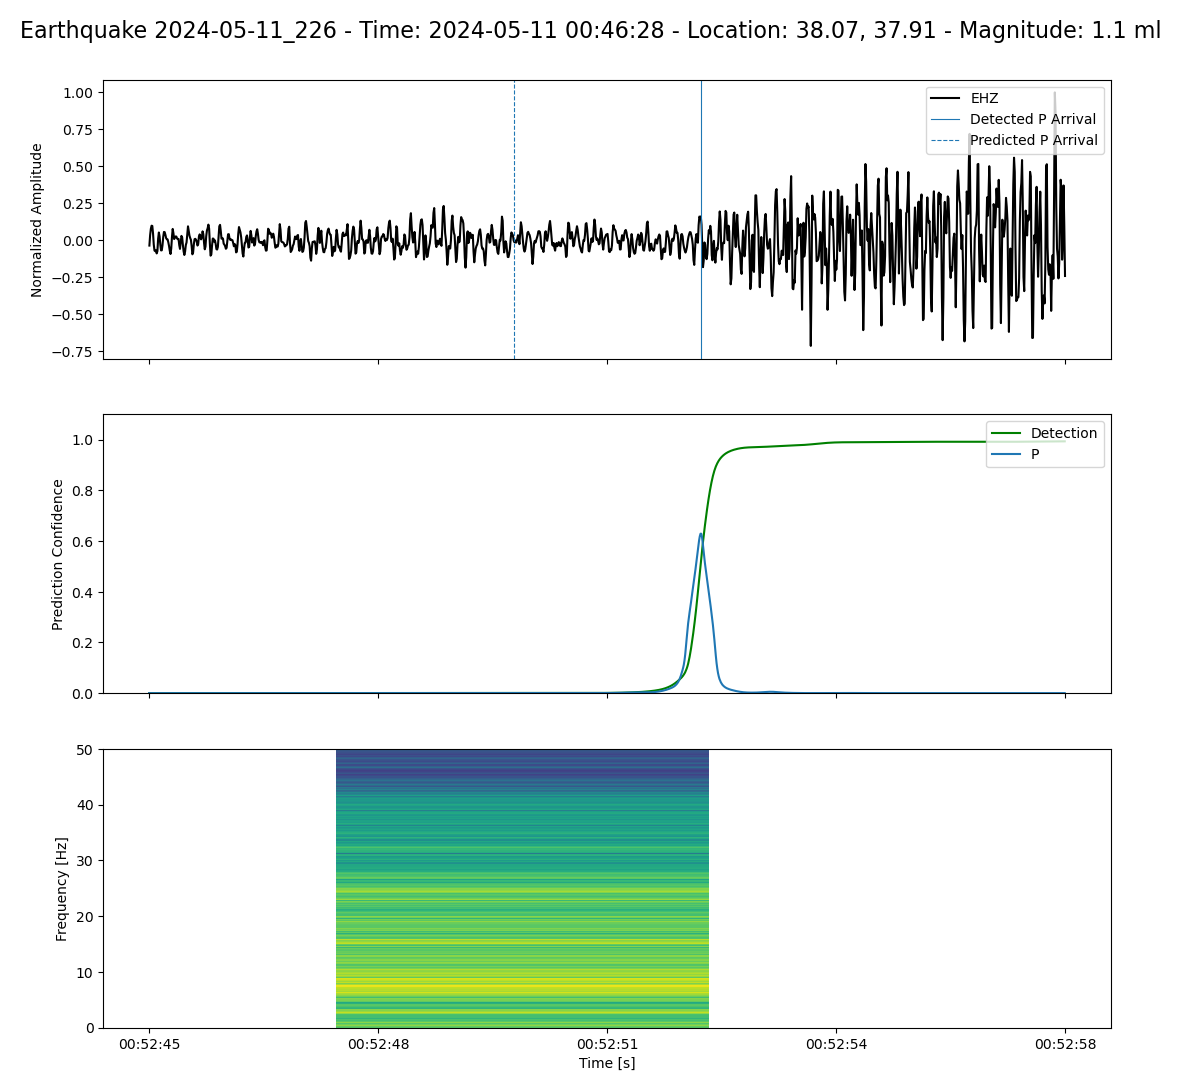 Earthquake 2024-05-11_226 - Time: 2024-05-11 00:46:28 - Location: 38.07, 37.91 - Magnitude: 1.1 ml
Normalized Amplitude
1.00
0.75
0.50
0.25
0.00
−0.25
−0.50
−0.75
EHZ
Detected P Arrival
Predicted P Arrival
Prediction Confidence
1.0
0.8
0.6
0.4
0.2
0.0
Detection
P
Frequency [Hz]
50
40
30
20
10
0
00:52:45
00:52:48
00:52:51
00:52:54
00:52:58
Time [s]